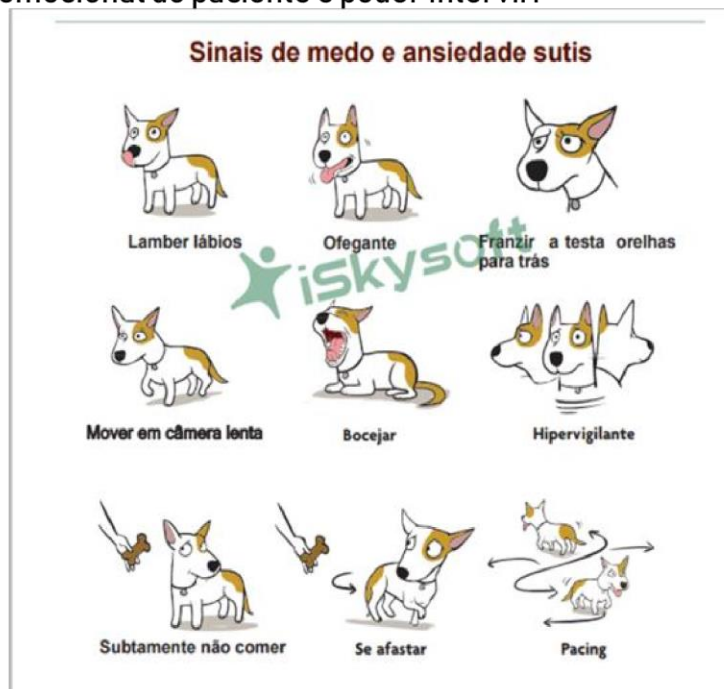 emocional do paciente e poder intervir.
Sinais de medo e ansiedade sutis
Lamber lábios
Ofegante
Franzir a testa orelhas
para trás
iskysoft
Mover em câmera lenta
Bocejar
Hipervigilante
Subtamente não comer
Se afastar
Pacing